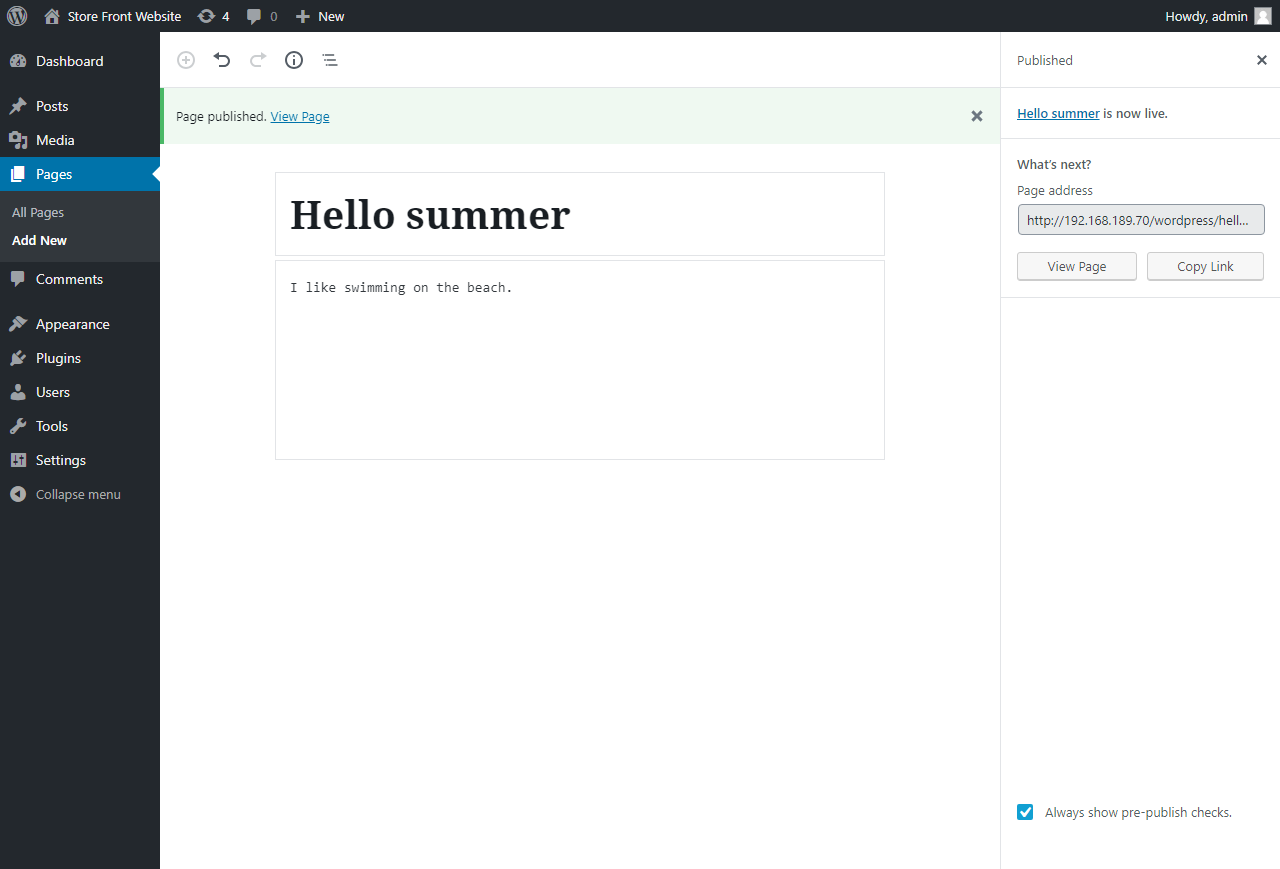 Store Front Website 4 0 New Howdy, admin
Dashboard
Posts
Media
Pages
All Pages
Add New
Comments
Appearance
Plugins
Users
Tools
Settings
Collapse menu
Page published. View Page
Hello summer
I like swimming on the beach.
Published
Hello summer is now live.
What's next?
Page address
http://192.168.189.70/wordpress/hell...
View Page Copy Link
Always show pre-publish checks.